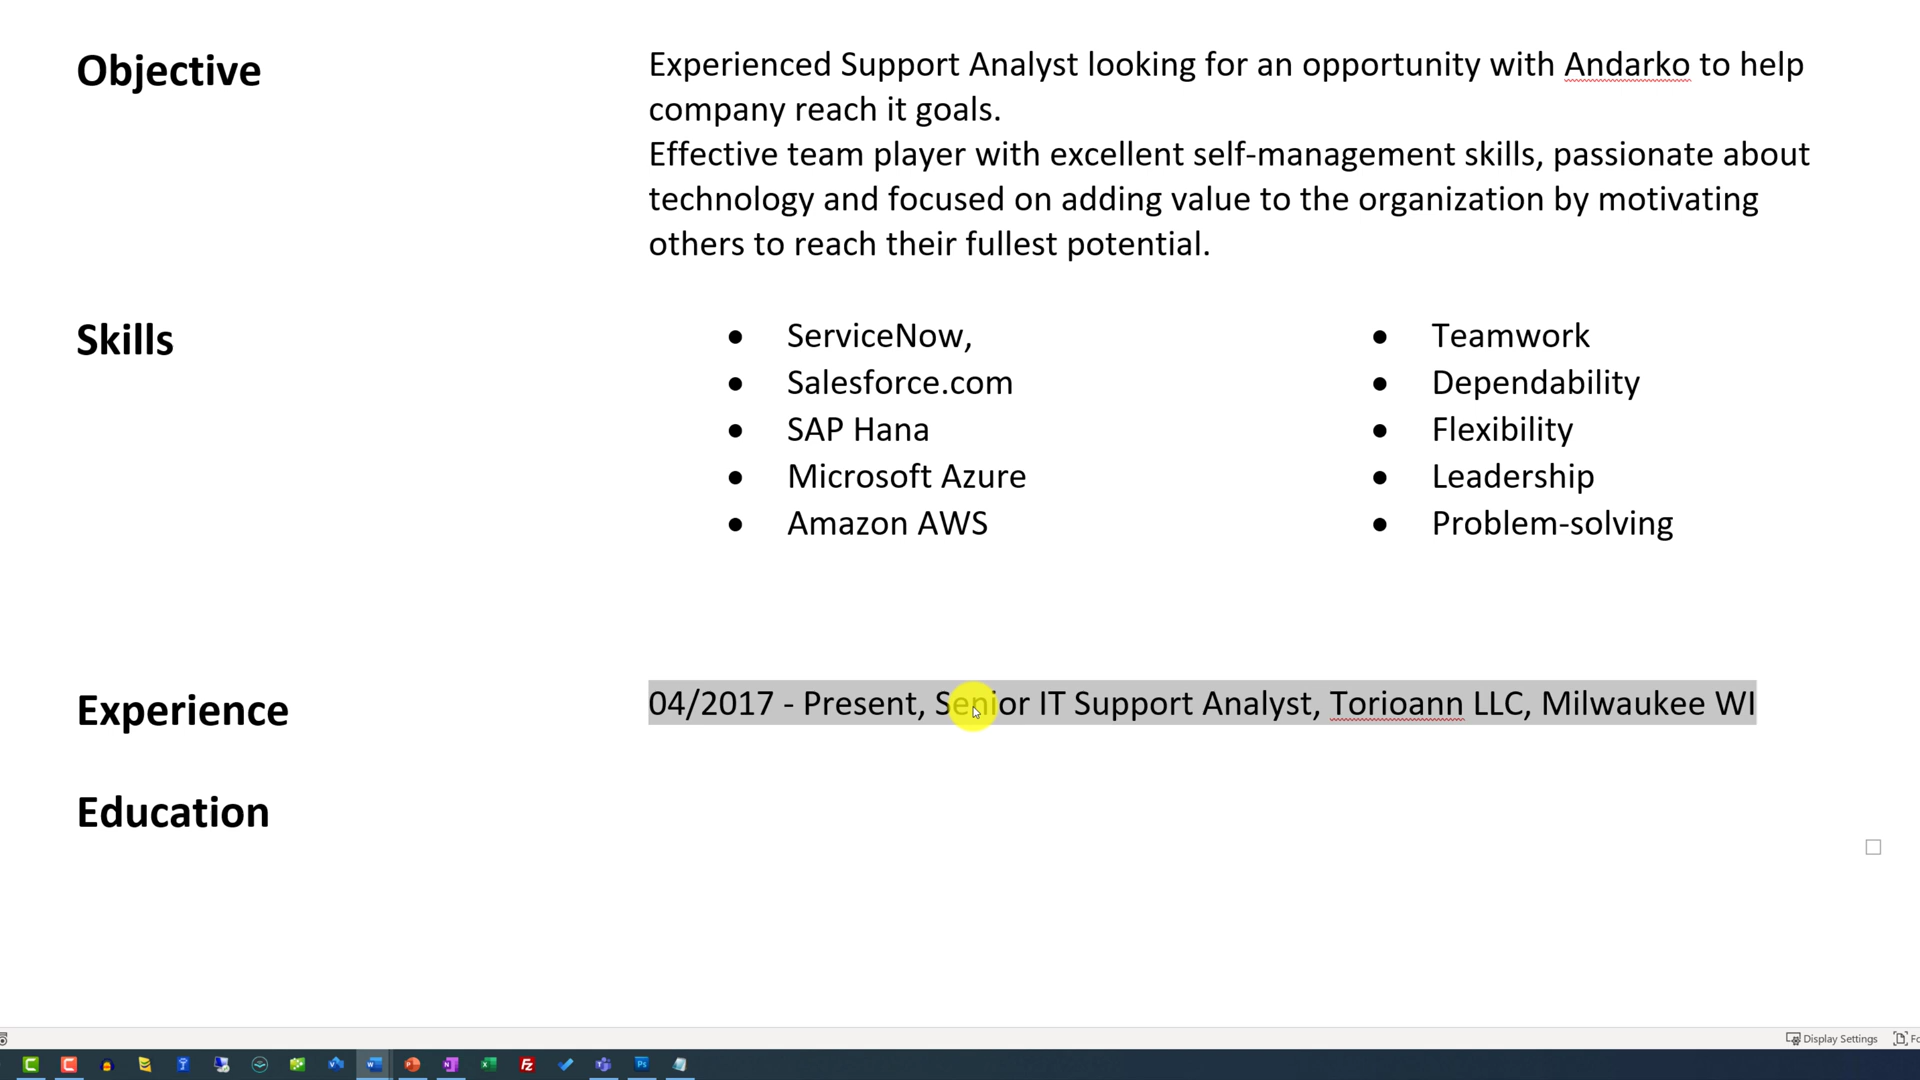 Objective
Experienced Support Analyst looking for an opportunity with Andarko to help
company reach it goals.
Effective team player with excellent self-management skills, passionate about
technology and focused on adding value to the organization by motivating
others to reach their fullest potential.
Skills
• ServiceNow,
• Salesforce.com
• SAP Hana
• Microsoft Azure
• Amazon AWS
• Teamwork
• Dependability
• Flexibility
• Leadership
• Problem-solving
Experience
04/2017 - Present, Senior IT Support Analyst, Torioann LLC, Milwaukee WI
Education
Display Settings